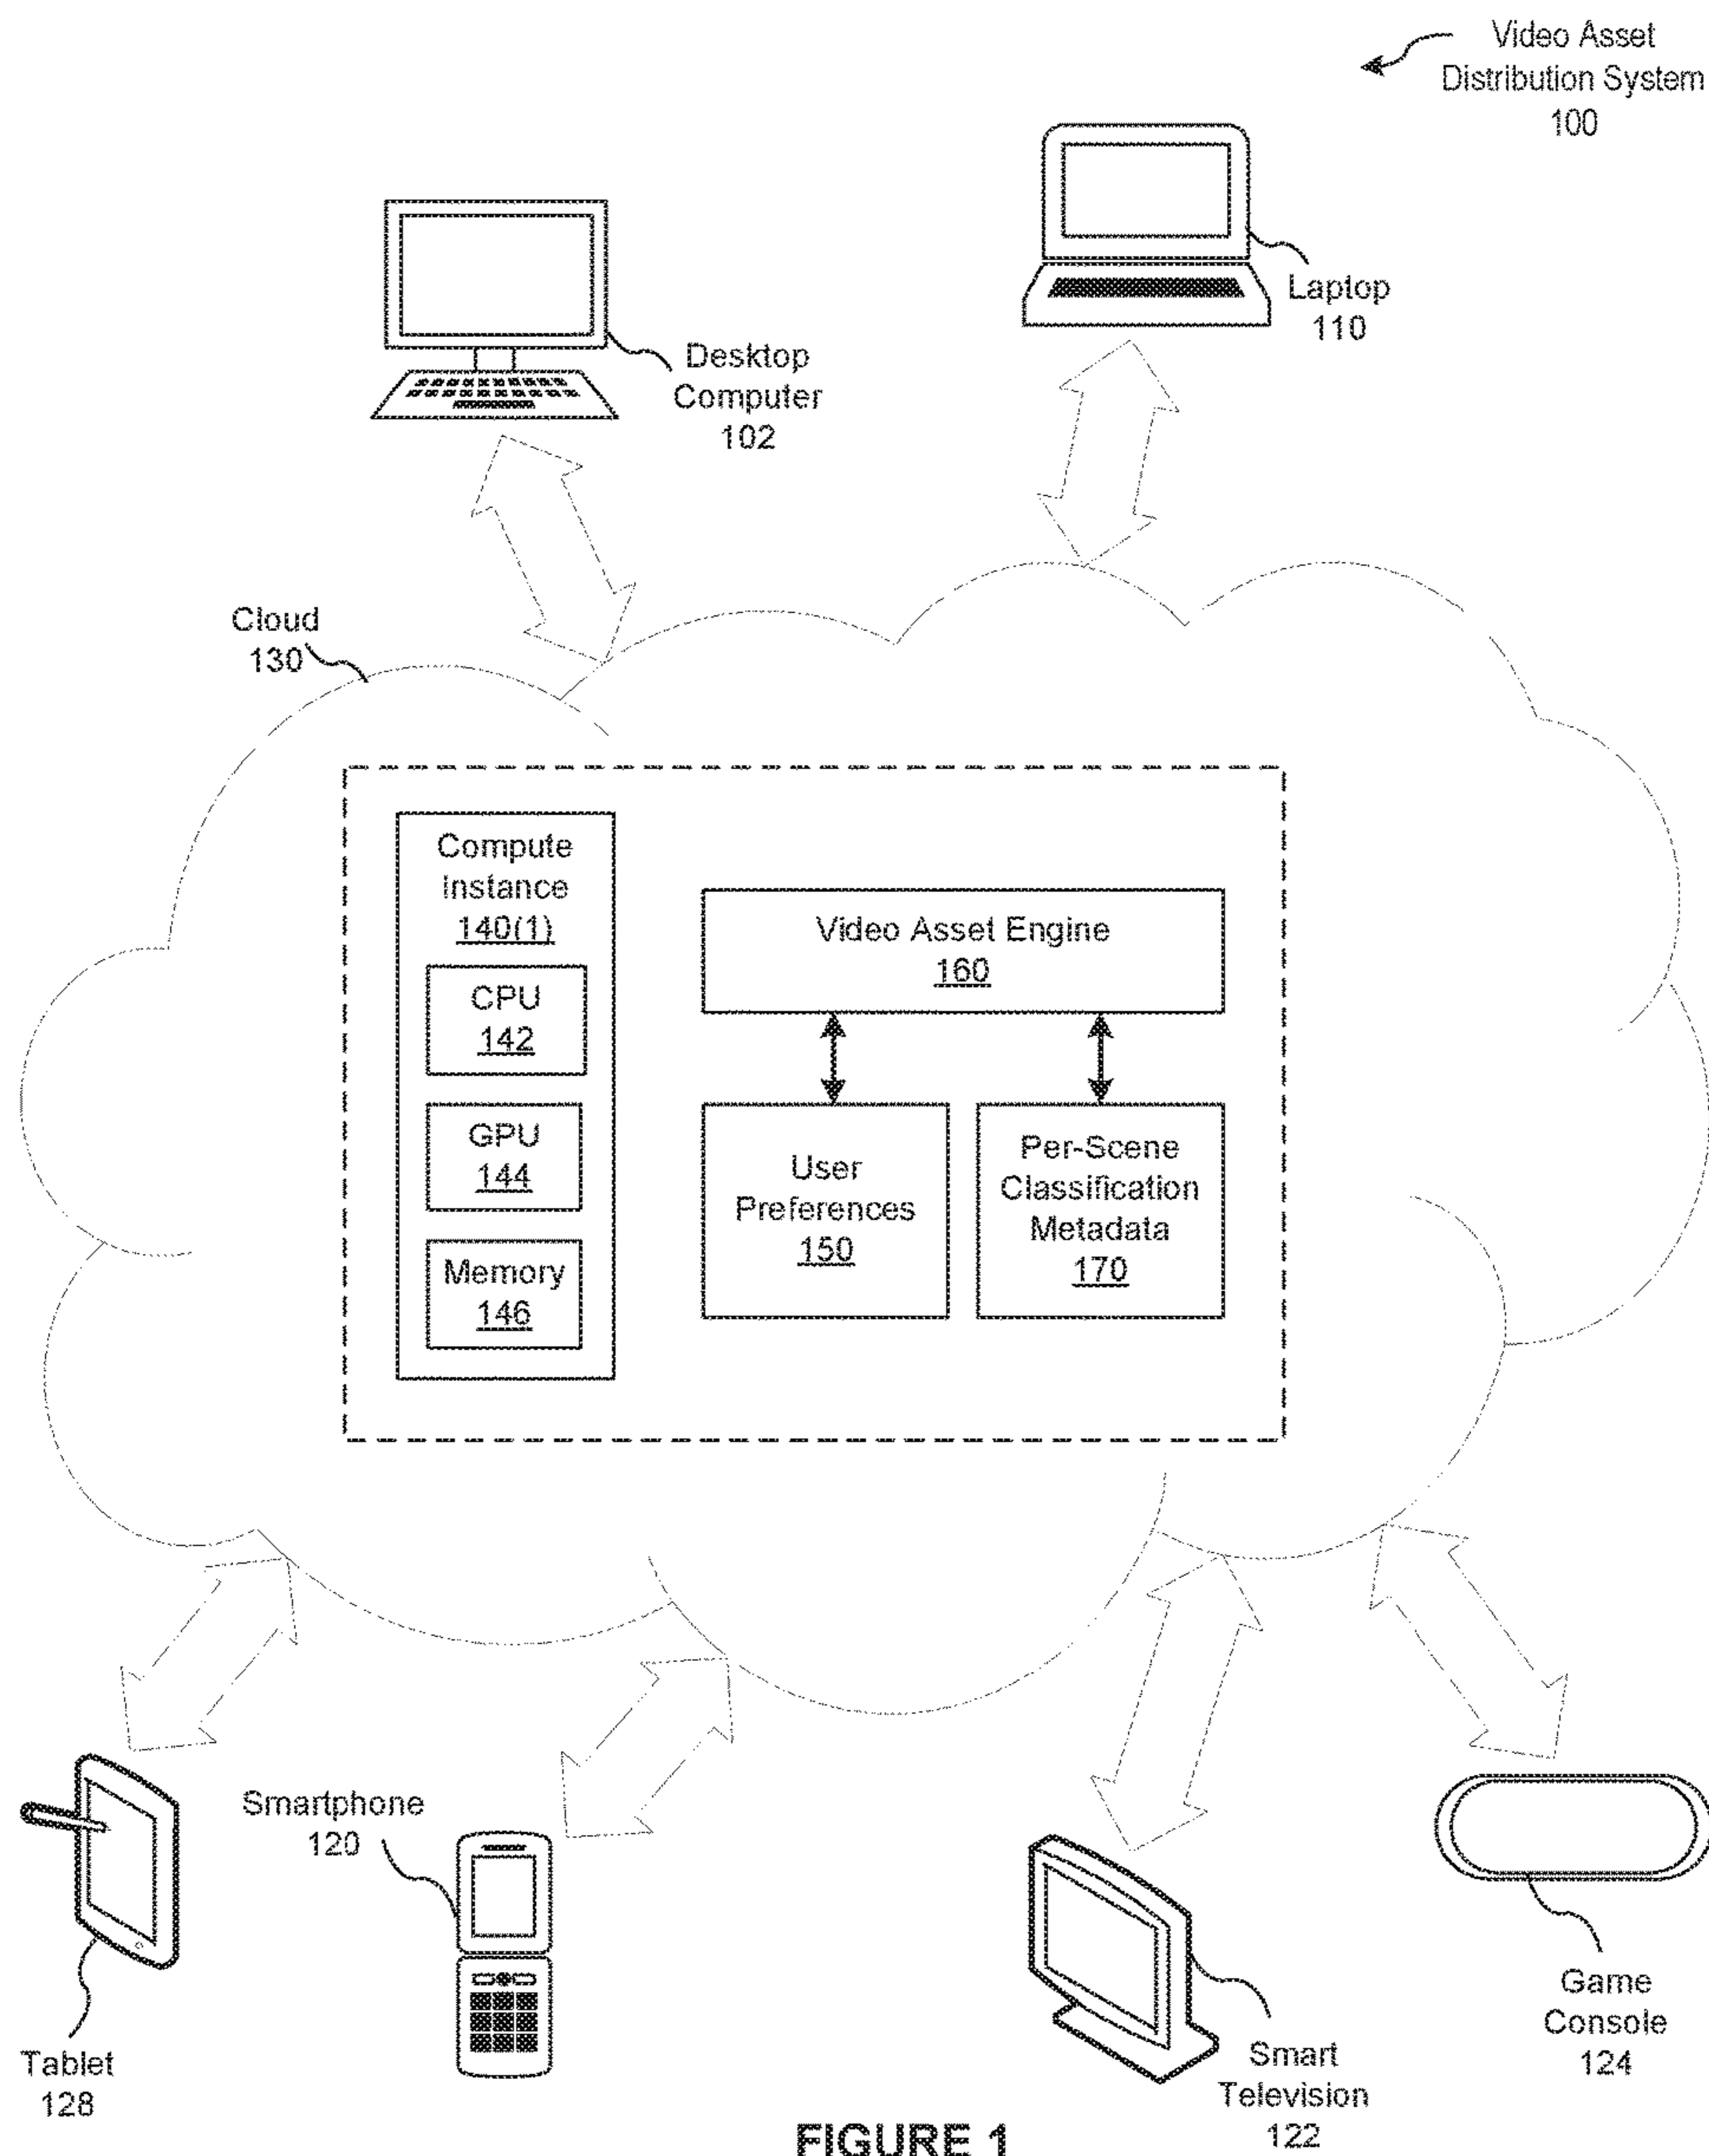 Video Asset
Distribution System
100
Laptop
110
Desktop
Computer
102
Cloud
130
Compute
Instance
140(1)
CPU
142
GPU
144
Memory
146
Video Asset Engine
160
User
Preferences
150
Per-Scene
Classification
Metadata
170
Smartphone
120
Tablet
128
Smart
Television
122
Game
Console
124
FIGURE 1